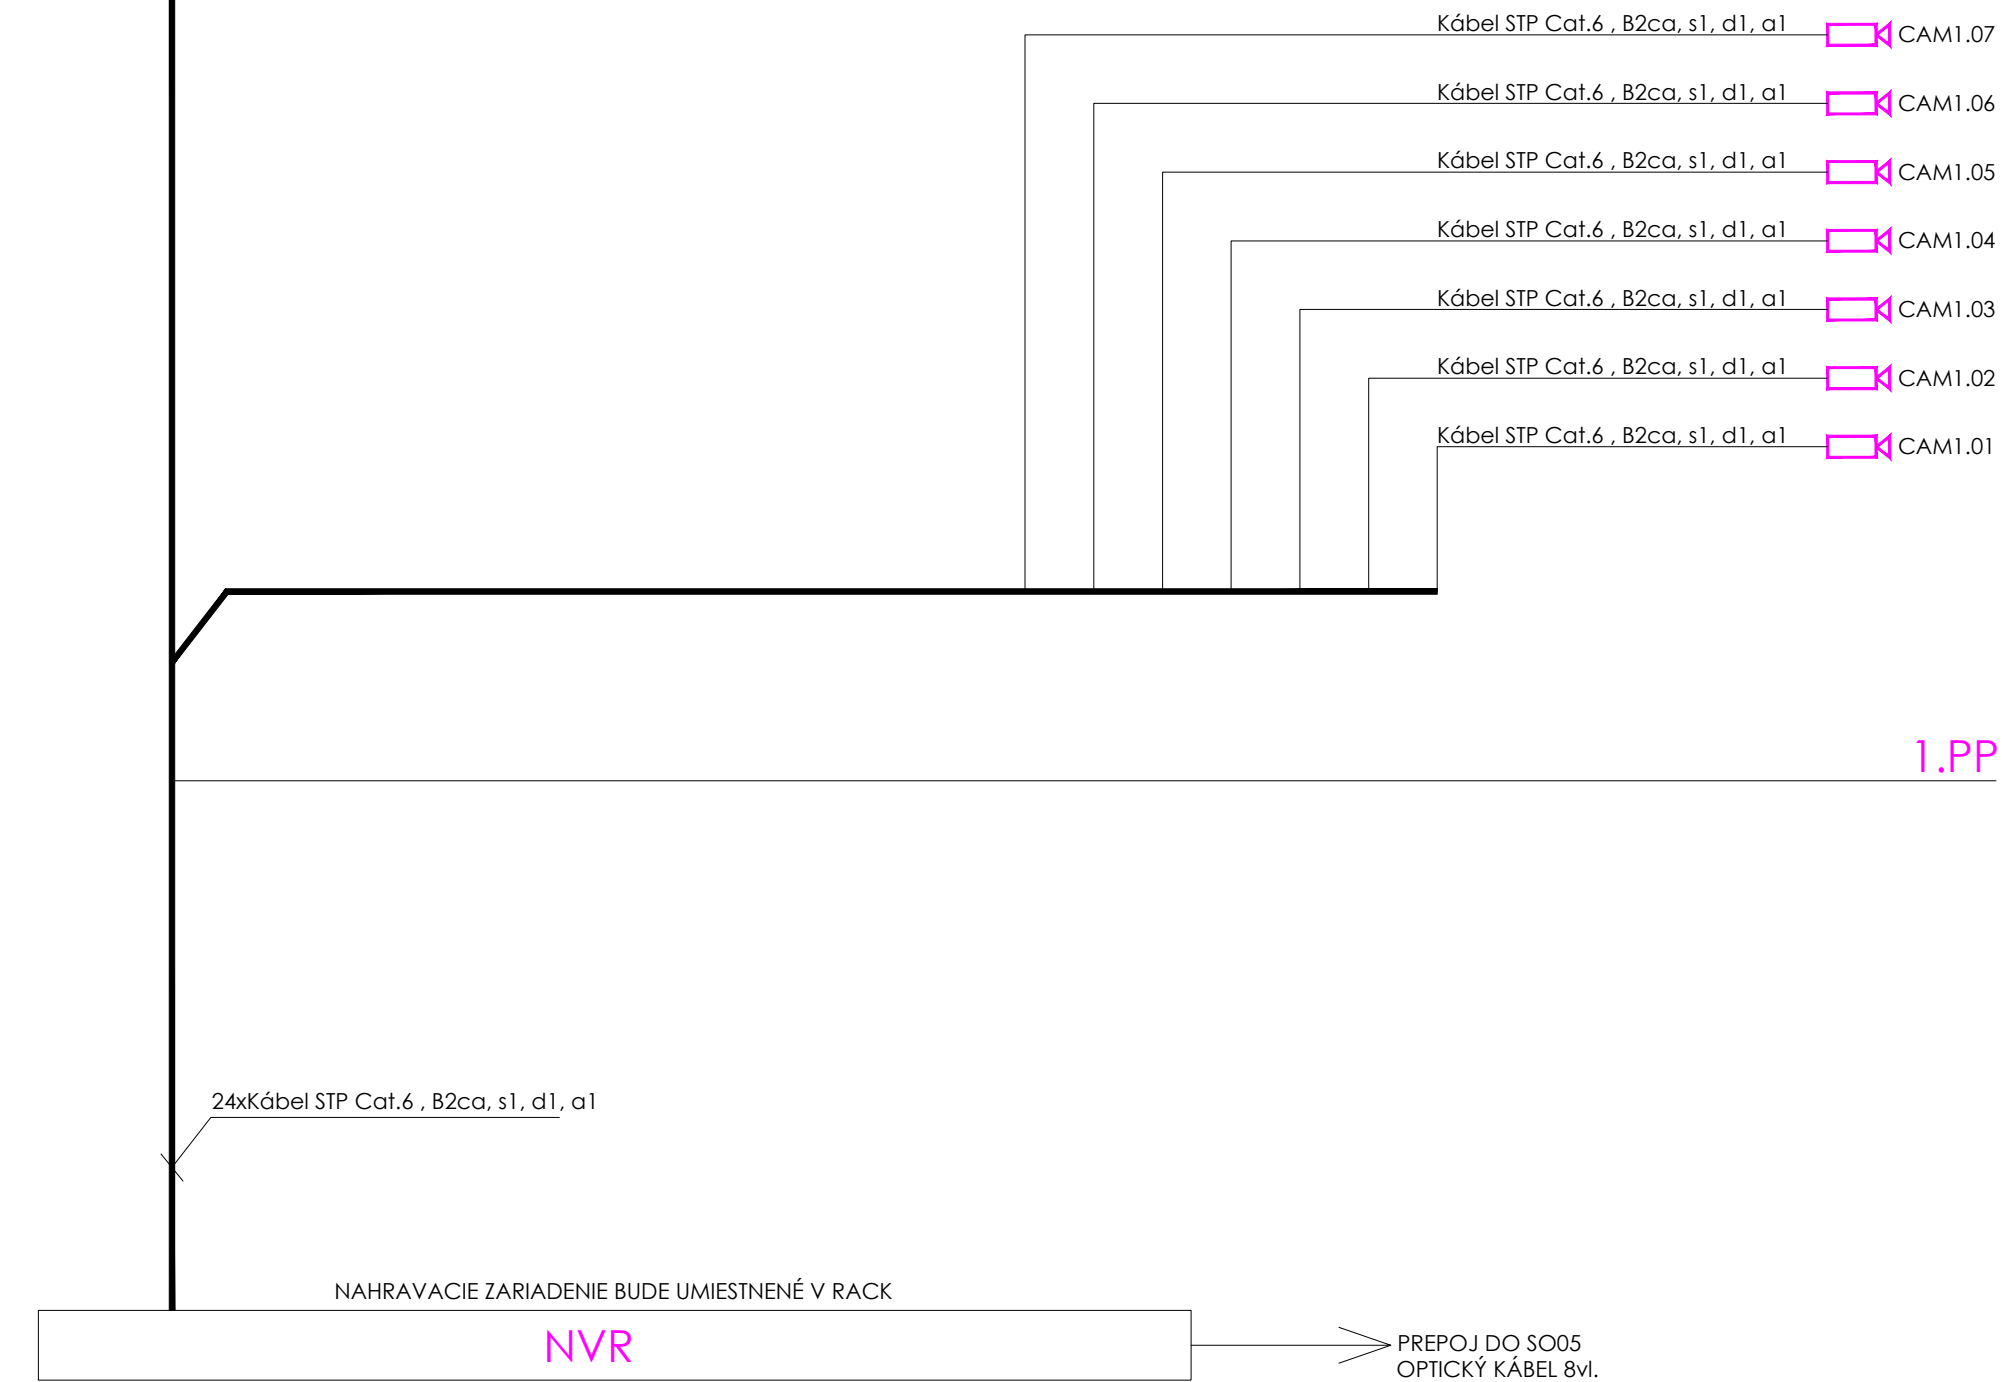 Kábel STP Cat.6 , B2ca, s1, d1, a1 CAM1.07
Kábel STP Cat.6 , B2ca, s1, d1, a1 CAM1.06
Kábel STP Cat.6 , B2ca, s1, d1, a1 CAM1.05
Kábel STP Cat.6 , B2ca, s1, d1, a1 CAM1.04
Kábel STP Cat.6 , B2ca, s1, d1, a1 CAM1.03
Kábel STP Cat.6 , B2ca, s1, d1, a1 CAM1.02
Kábel STP Cat.6 , B2ca, s1, d1, a1 CAM1.01
1.PP
24xKábel STP Cat.6 , B2ca, s1, d1, a1
NAHRAVACIE ZARIADENIE BUDE UMIESTNENÉ V RACK
NVR
PREPOJ DO SO05
OPTICKÝ KÁBEL 8vl.